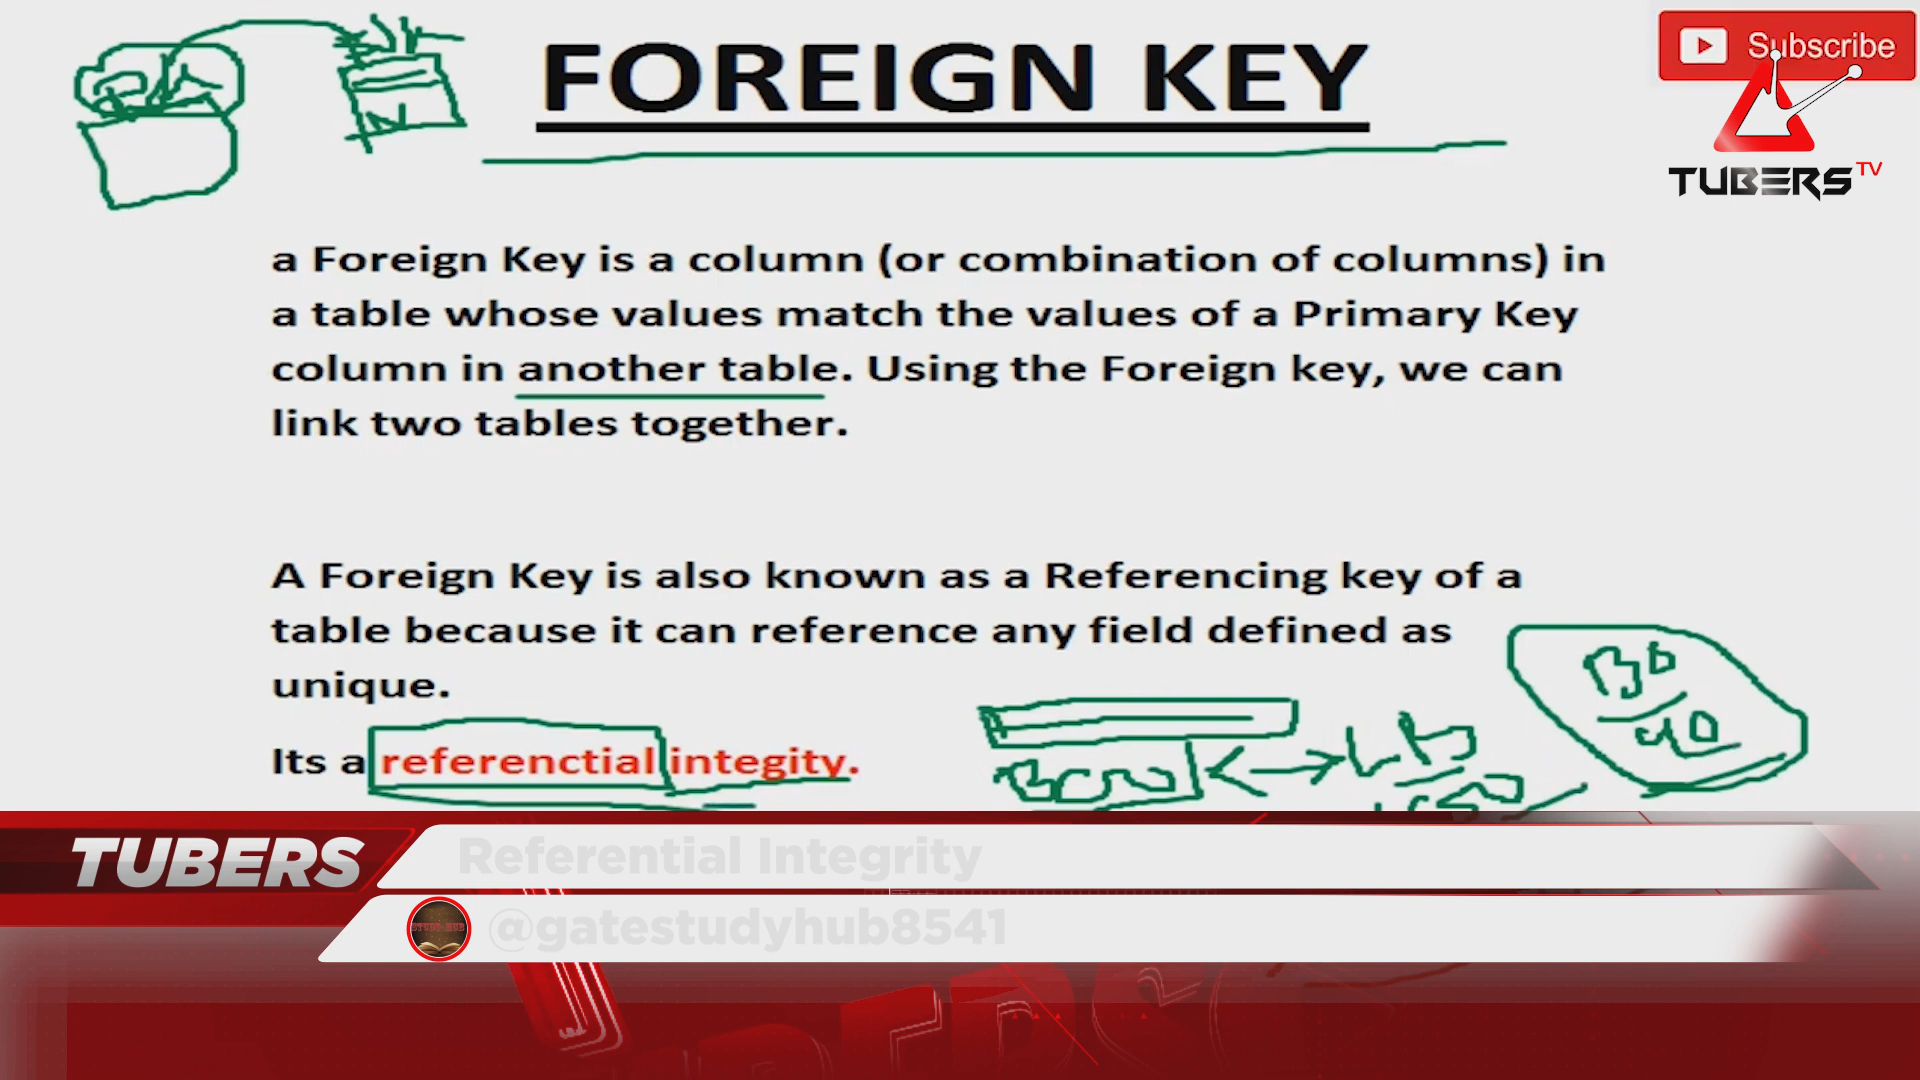 FOREIGN KEY
Subscribe
TUBERS TV
a Foreign Key is a column (or combination of columns) in
a table whose values match the values of a Primary Key
column in another table. Using the Foreign key, we can
link two tables together.
A Foreign Key is also known as a Referencing key of a
table because it can reference any field defined as
unique.
Its a referenctial integity.
TUBERS
Referential Integrity
@gatestudyhub8541
STUDY HUB